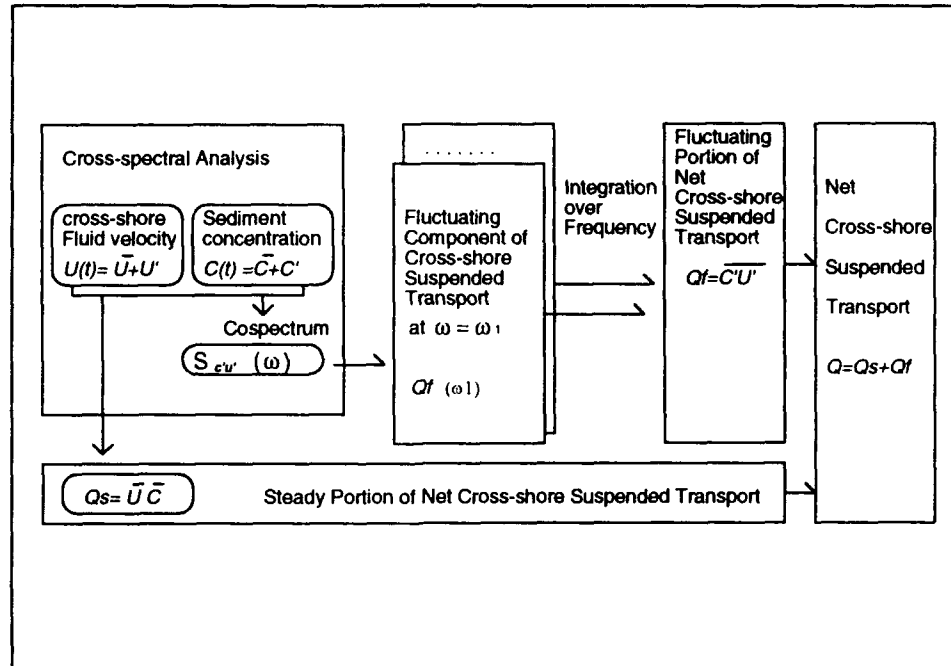 Cross-spectral Analysis
cross-shore
Fluid velocity
U(t)= U̅+U'
Sediment
concentration
C(t) =C̅+C'
Cospectrum
S c'u' (ω)
.......
Fluctuating
Component of
Cross-shore
Suspended
Transport
at ω = ω 1
Qf (ω1)
Integration
over
Frequency
Fluctuating
Portion of
Net
Cross-shore
Suspended
Transport
Qf=C̅'̅U̅'̅
Net
Cross-shore
Suspended
Transport
Q=Qs+Qf
Qs= U̅ C̅
Steady Portion of Net Cross-shore Suspended Transport